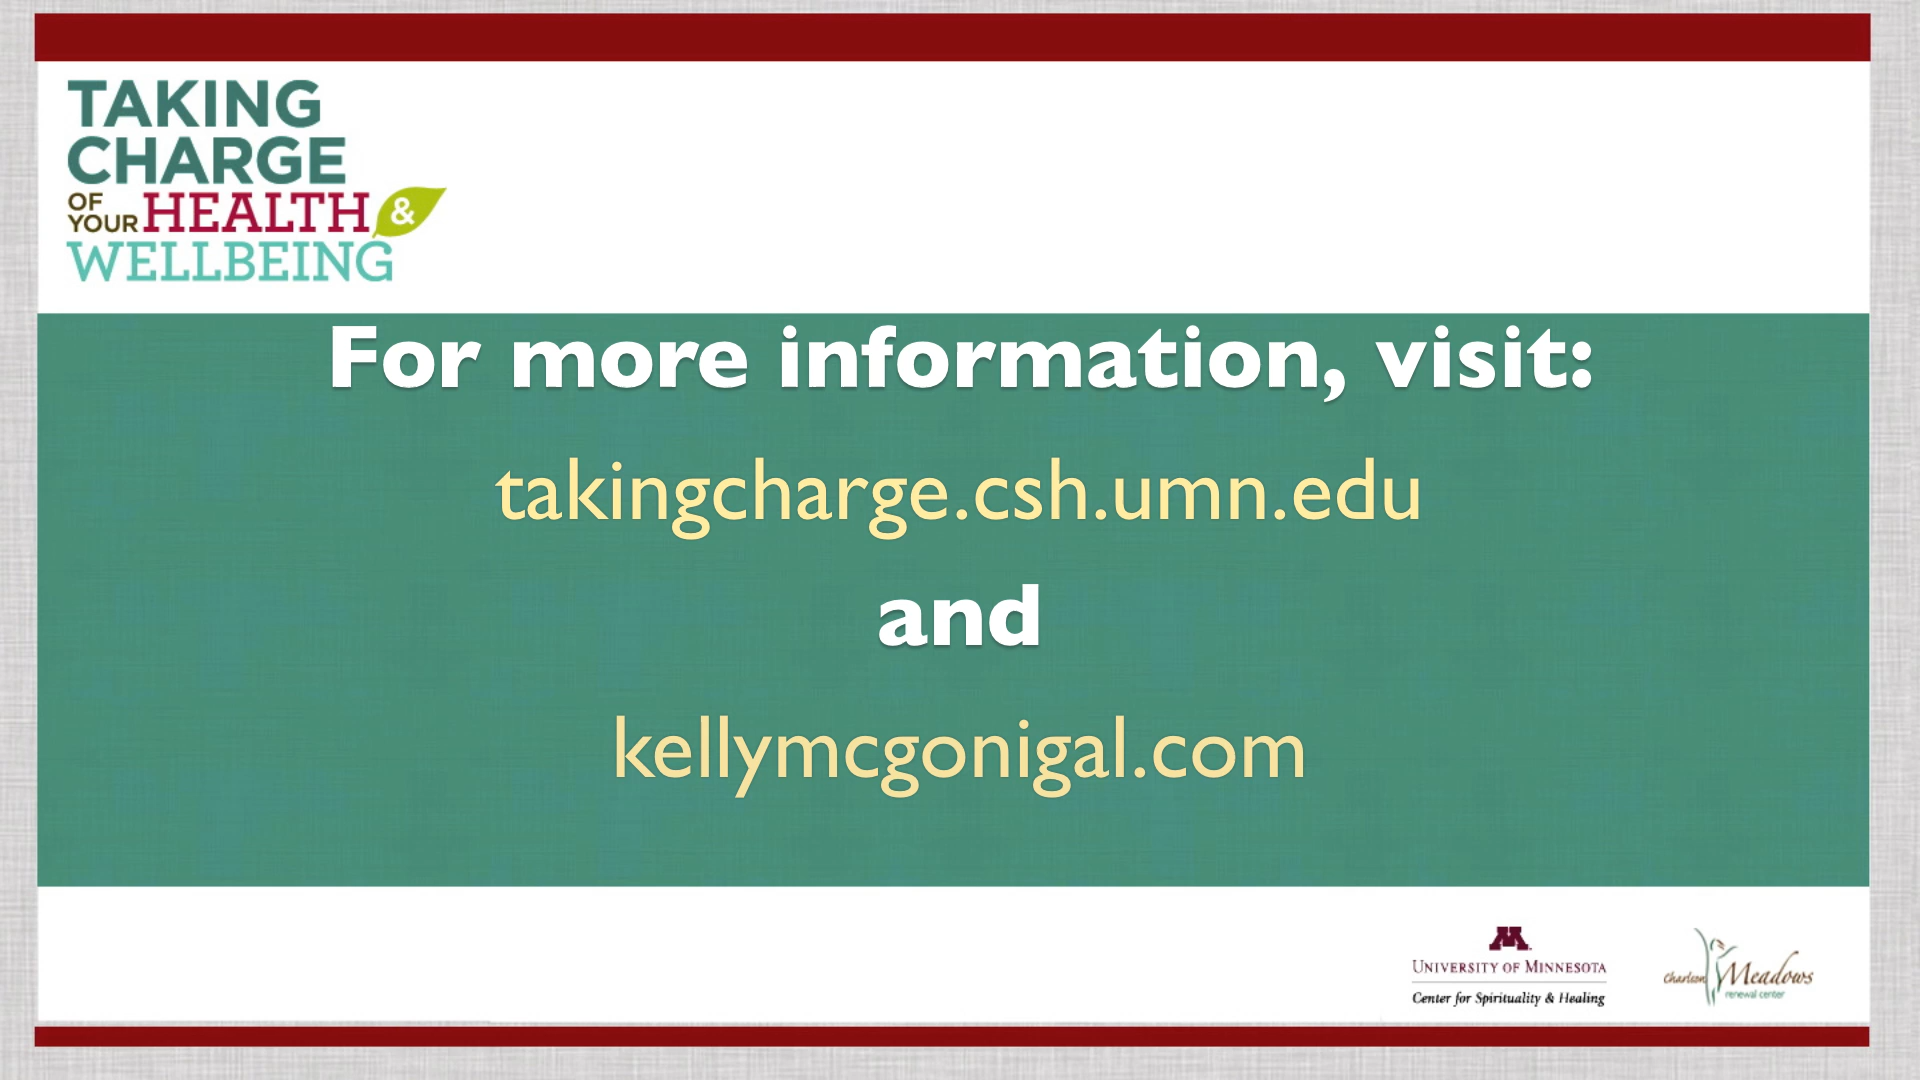 TAKING
CHARGE
OF YOUR HEALTH &
WELLBEING
For more information, visit:
takingcharge.csh.umn.edu
and
kellymcgonigal.com
M
UNIVERSITY OF MINNESOTA
Center for Spirituality & Healing
Charlson Meadows
renewal center